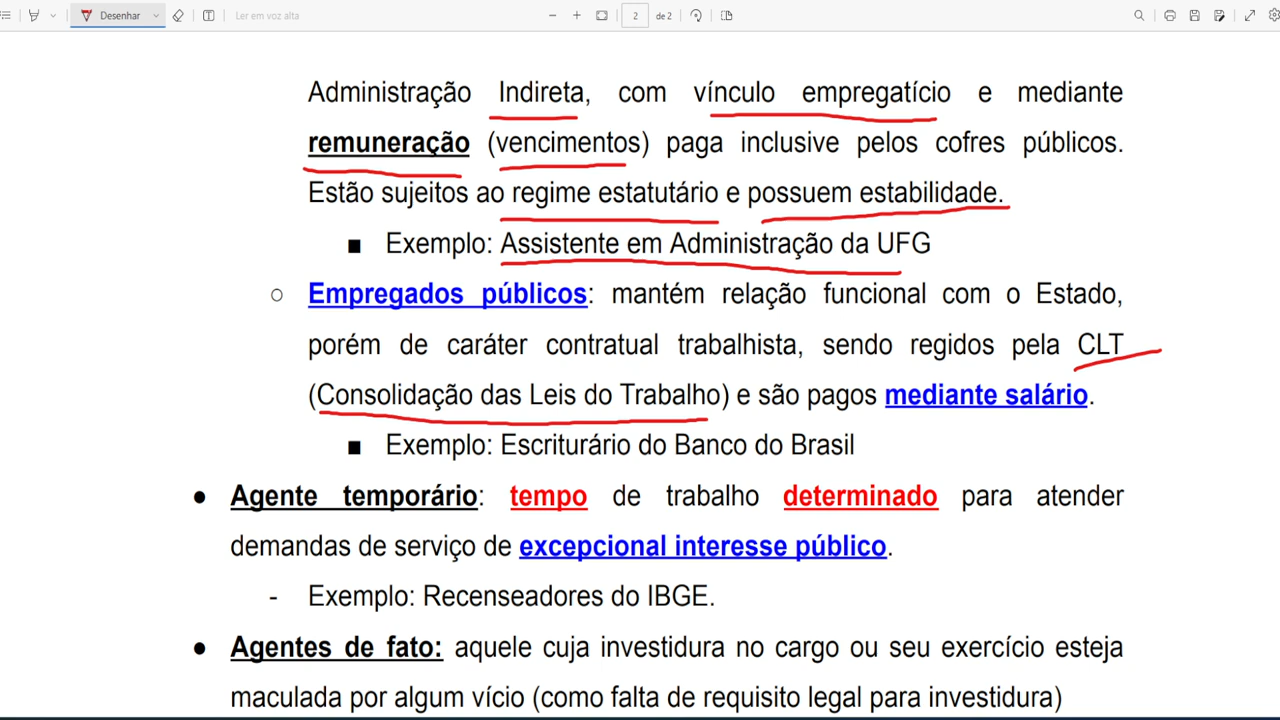 Desenhar
Ler em voz alta
2 de 2
Administração Indireta, com vínculo empregatício e mediante
remuneração (vencimentos) paga inclusive pelos cofres públicos.
Estão sujeitos ao regime estatutário e possuem estabilidade.
■ Exemplo: Assistente em Administração da UFG
○ Empregados públicos: mantém relação funcional com o Estado,
porém de caráter contratual trabalhista, sendo regidos pela CLT
(Consolidação das Leis do Trabalho) e são pagos mediante salário.
■ Exemplo: Escriturário do Banco do Brasil
● Agente temporário: tempo de trabalho determinado para atender
demandas de serviço de excepcional interesse público.
- Exemplo: Recenseadores do IBGE.
● Agentes de fato: aquele cuja investidura no cargo ou seu exercício esteja
maculada por algum vício (como falta de requisito legal para investidura)